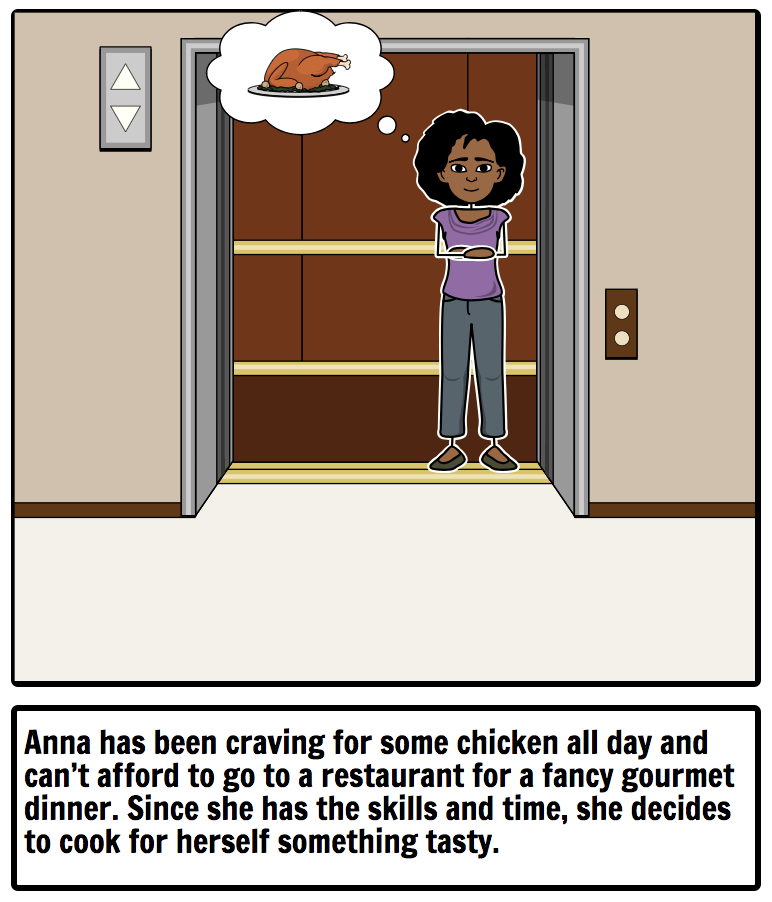 Anna has been craving for some chicken all day and
can't afford to go to a restaurant for a fancy gourmet
dinner. Since she has the skills and time, she decides
to cook for herself something tasty.